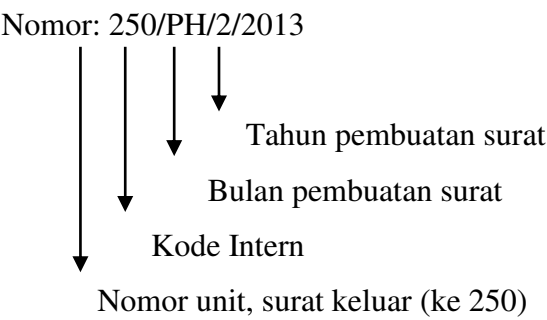 Nomor: 250/PH/2/2013
Tahun pembuatan surat
Bulan pembuatan surat
Kode Intern
Nomor unit, surat keluar (ke 250)